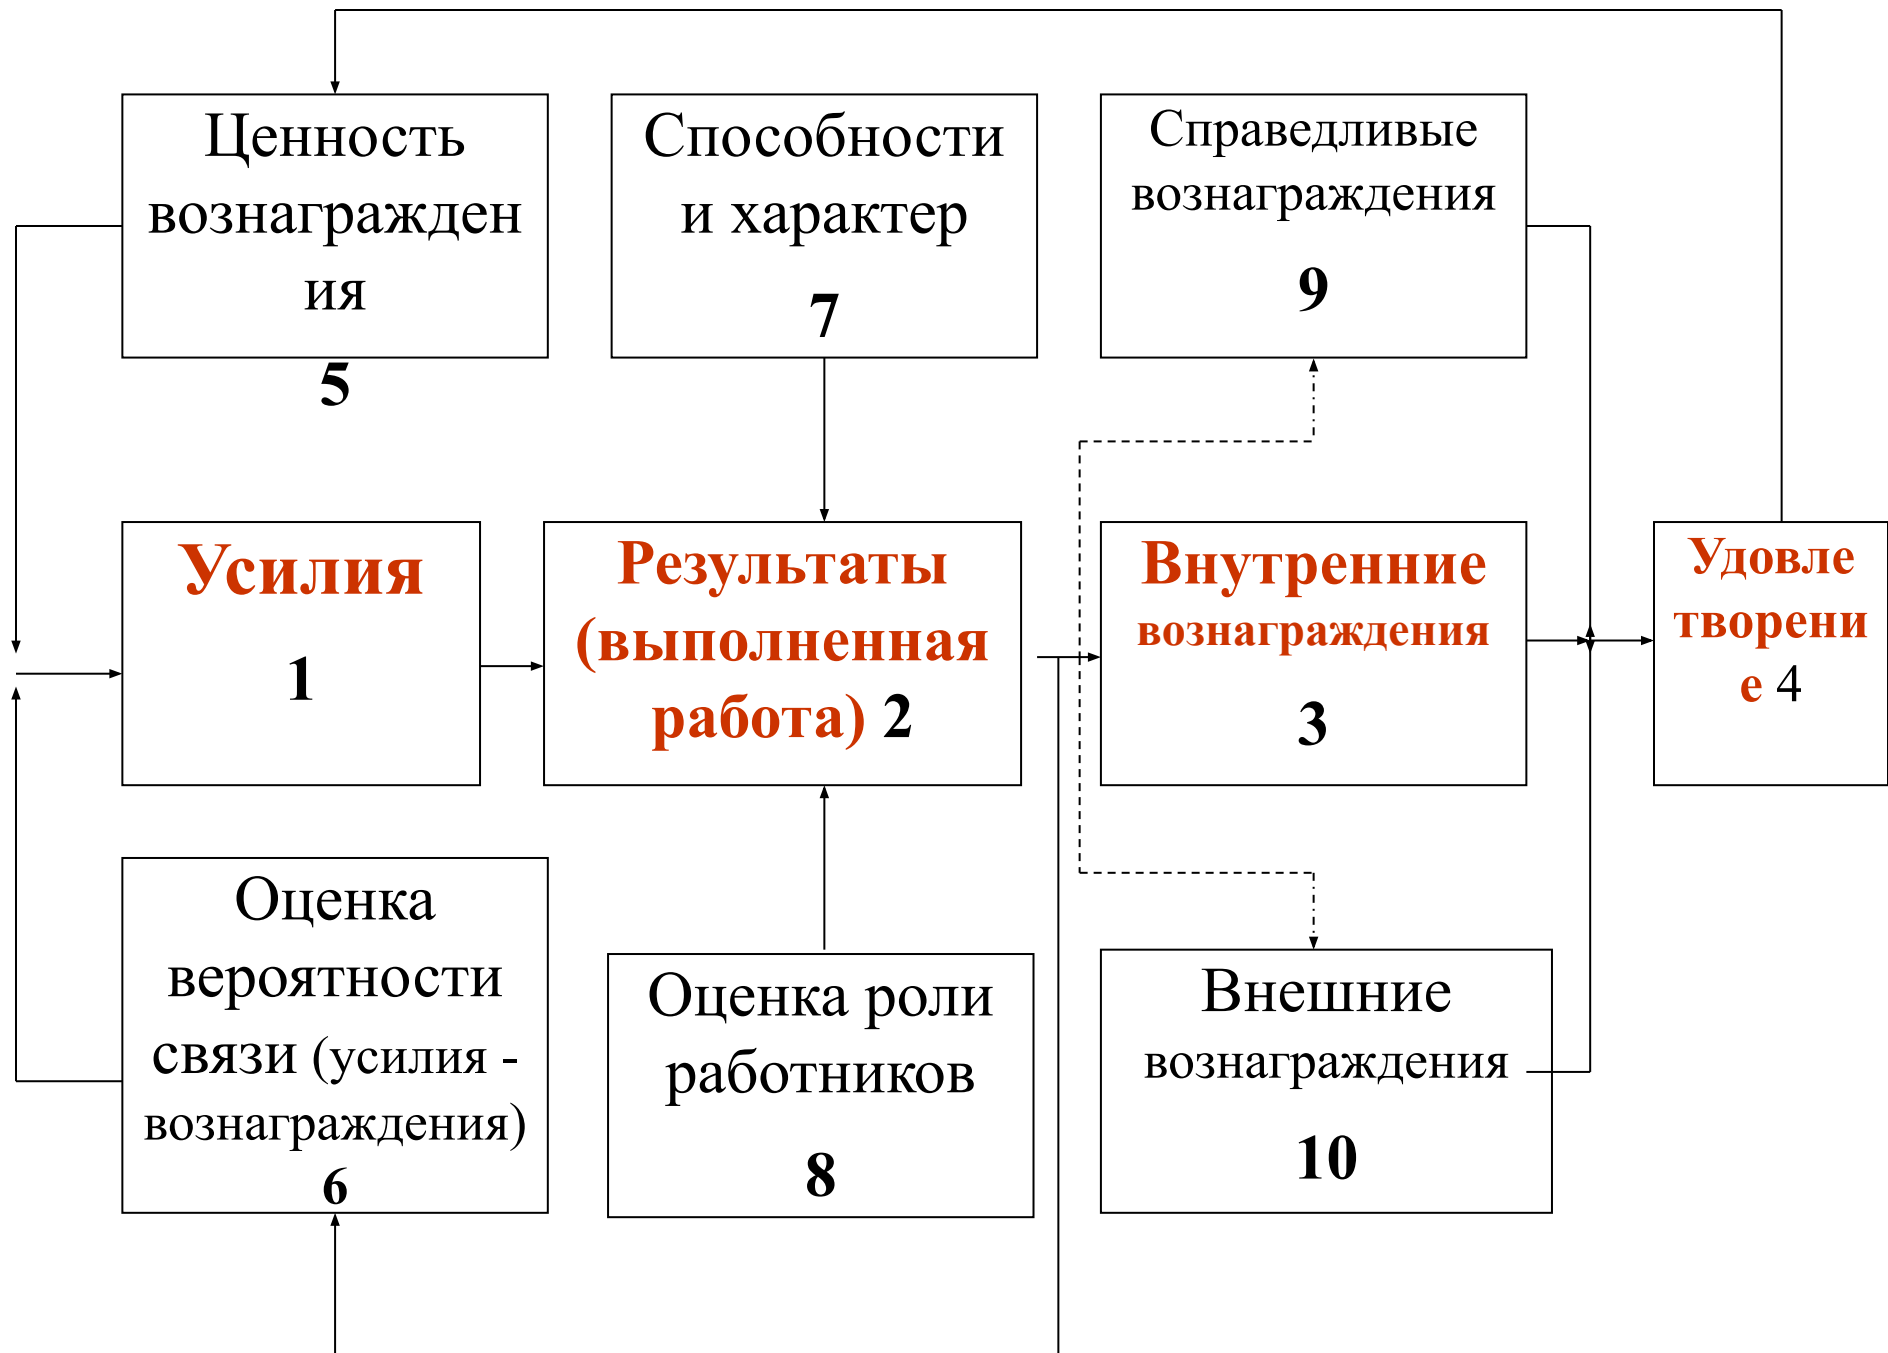 Ценность
вознагражден
ия
5
Способности
и характер
7
Справедливые
вознаграждения
9
Усилия
1
Результаты
(выполненная
работа) 2
Внутренние
вознаграждения
3
Удовле
творени
е 4
Оценка
вероятности
связи (усилия -
вознаграждения)
6
Оценка роли
работников
8
Внешние
вознаграждения
10